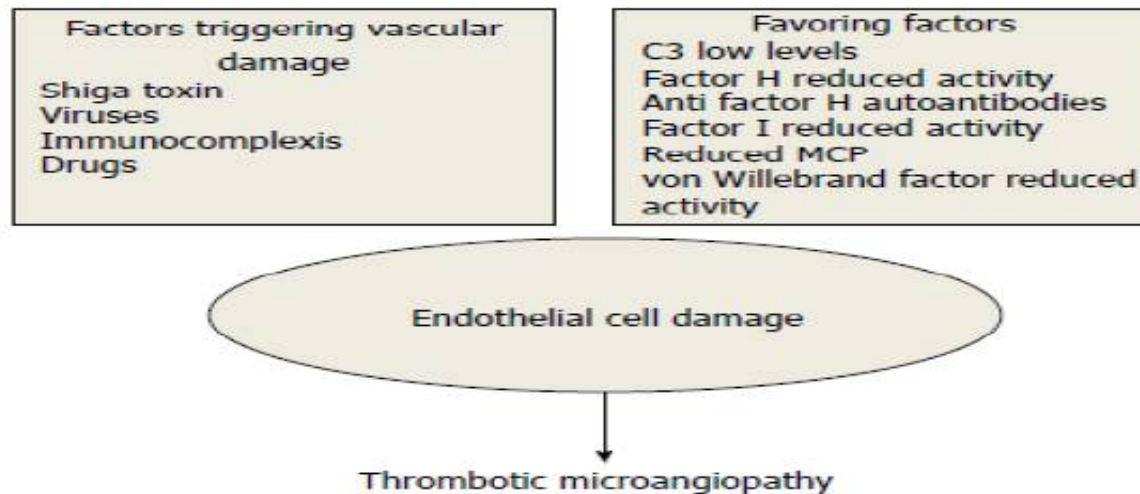 Factors triggering vascular
damage
Shiga toxin
Viruses
Immunocomplexis
Drugs
Favoring factors
C3 low levels
Factor H reduced activity
Anti factor H autoantibodies
Factor I reduced activity
Reduced MCP
von Willebrand factor reduced
activity
Endothelial cell damage
Thrombotic microangiopathy